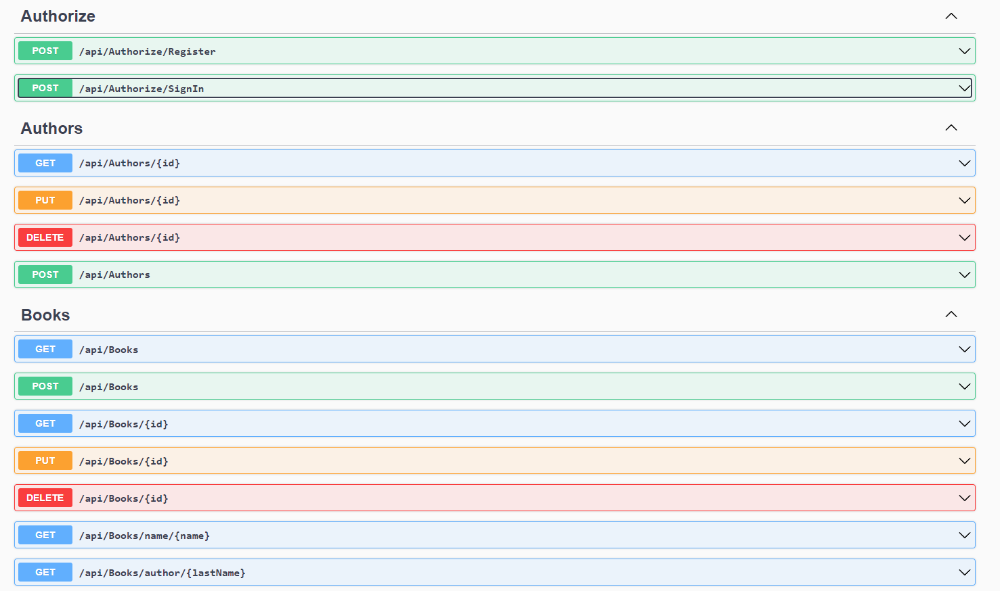 Authorize
POST /api/Authorize/Register
POST /api/Authorize/SignIn
Authors
GET /api/Authors/{id}
PUT /api/Authors/{id}
DELETE /api/Authors/{id}
POST /api/Authors
Books
GET /api/Books
POST /api/Books
GET /api/Books/{id}
PUT /api/Books/{id}
DELETE /api/Books/{id}
GET /api/Books/name/{name}
GET /api/Books/author/{lastName}